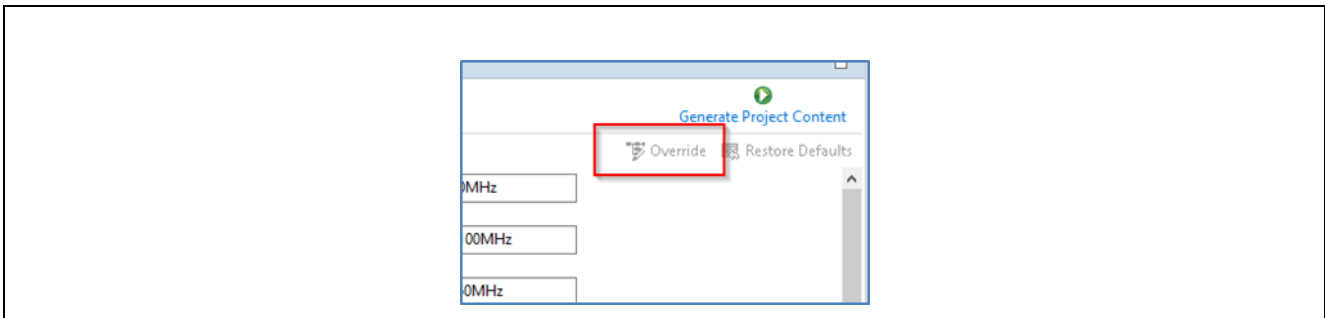 Generate Project Content
Override Restore Defaults
0MHz
00MHz
0MHz